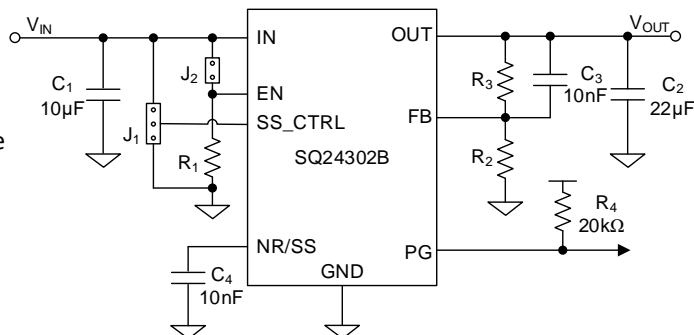 VIN
VOUT
IN
OUT
J2
C1
10µF
R3
C3
10nF
C2
22µF
EN
FB
SS_CTRL
J1
e
R1
SQ24302B
R2
R4
20kΩ
NR/SS
PG
C4
10nF
GND